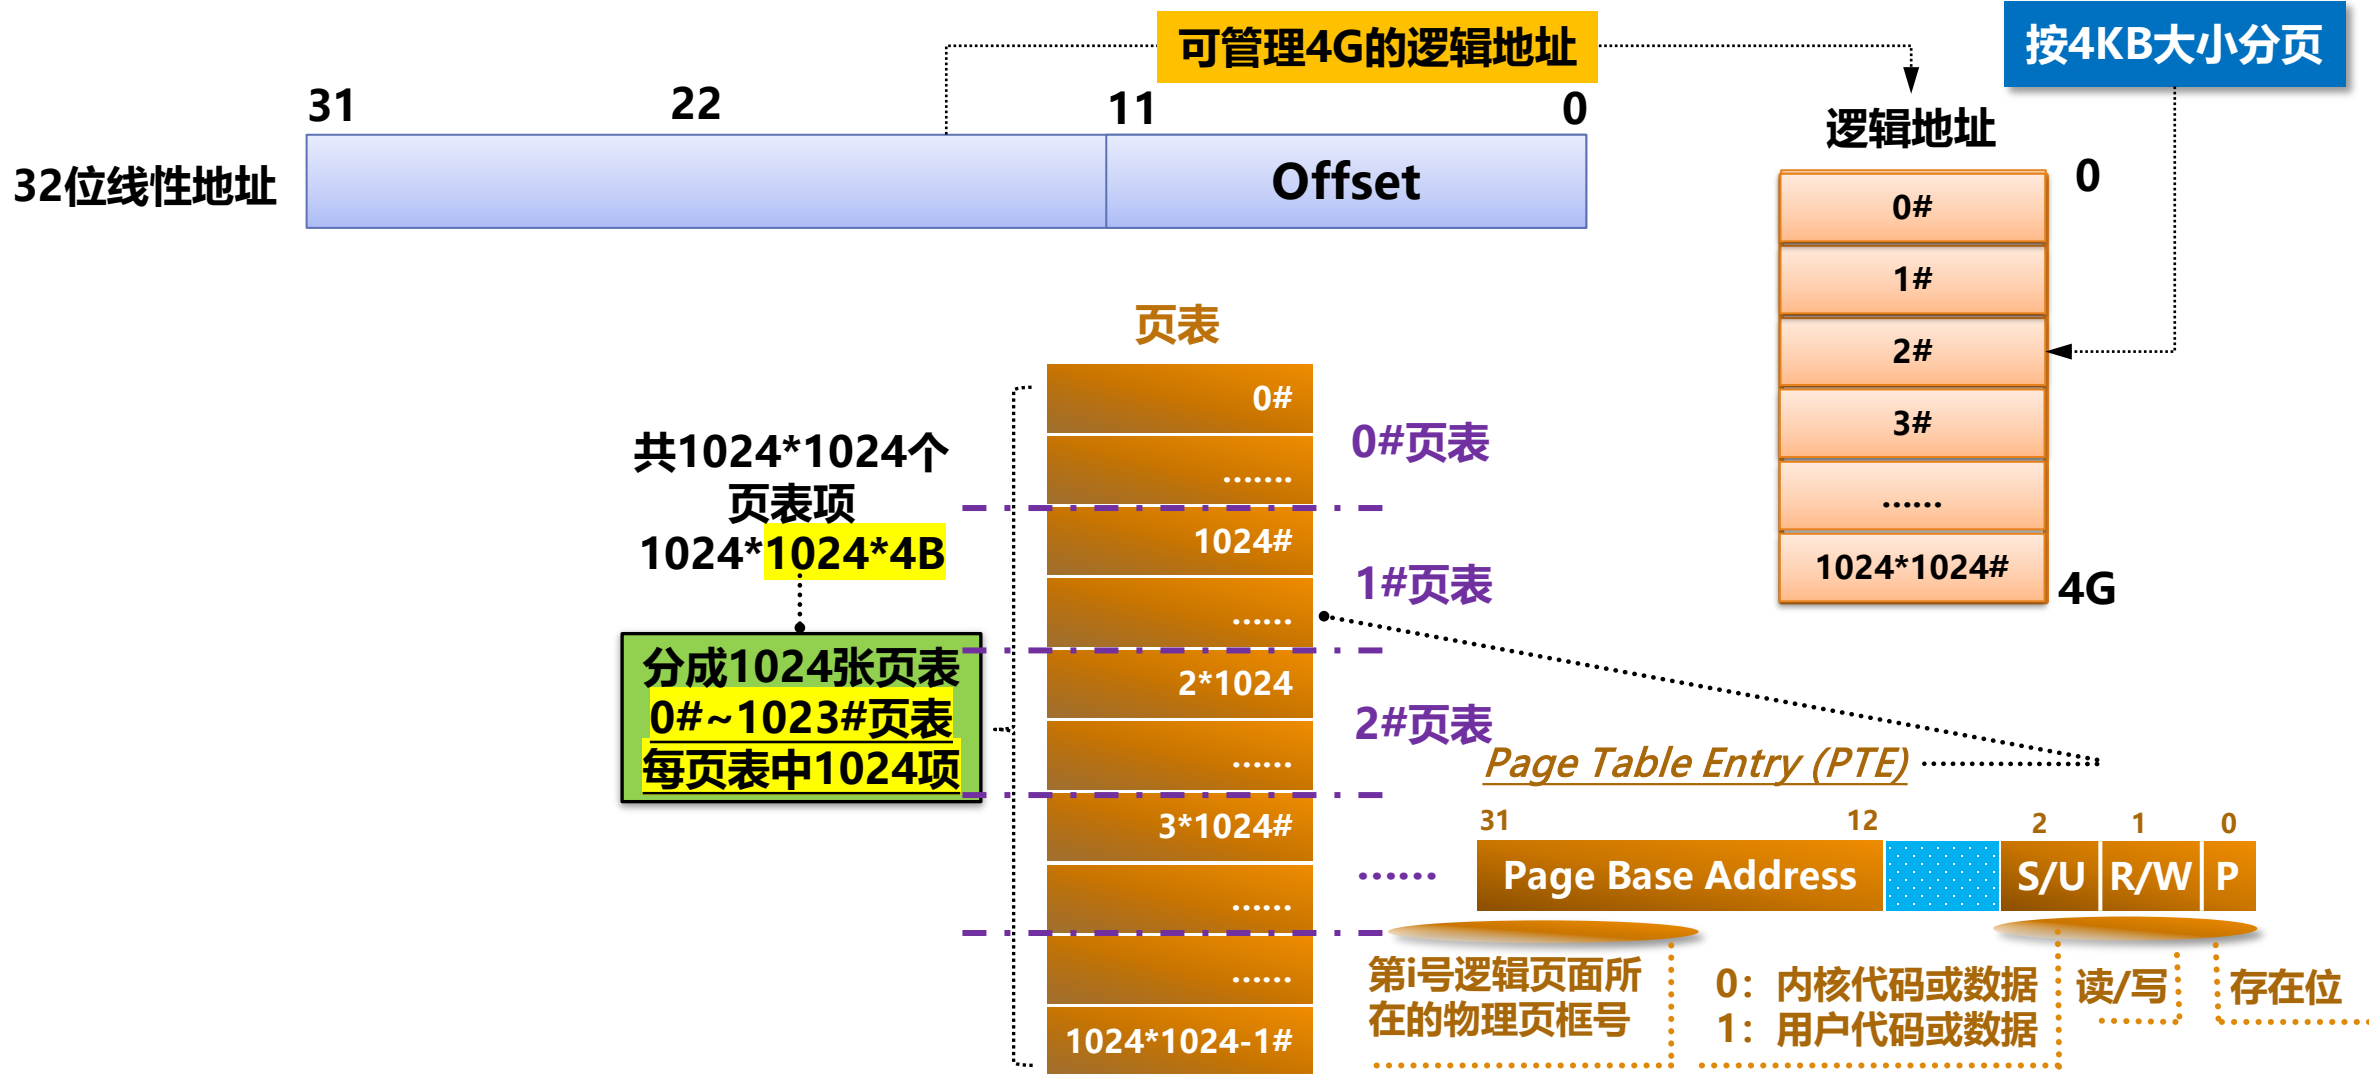 可管理4G的逻辑地址
按4KB大小分页
31
22
11
0
32位线性地址
Offset
逻辑地址
0
0#
1#
2#
3#
......
1024*1024#
4G
页表
0#
.......
1024#
......
2*1024
......
3*1024#
......
......
1024*1024-1#
0#页表
1#页表
2#页表
......
共1024*1024个
页表项
1024*1024*4B
分成1024张页表
0#~1023#页表
每页表中1024项
Page Table Entry (PTE)
31
12
2
1
0
Page Base Address
S/U
R/W
P
第i号逻辑页面所
在的物理页框号
0：内核代码或数据
1：用户代码或数据
读/写
存在位